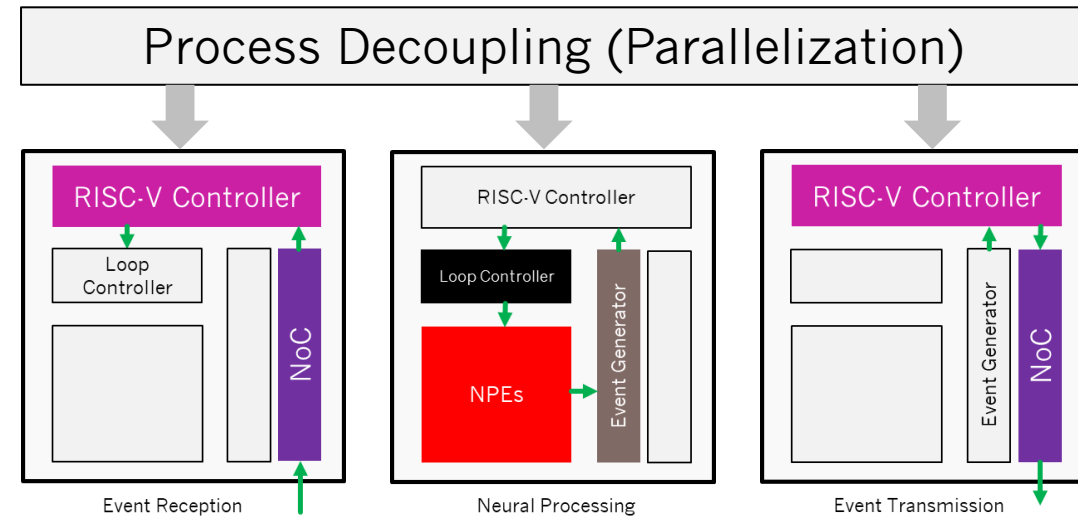 Process Decoupling (Parallelization)
RISC-V Controller
Loop
Controller
NoC
Event Reception
RISC-V Controller
Loop Controller
NPEs
Event Generator
Neural Processing
RISC-V Controller
Event Generator
NoC
Event Transmission